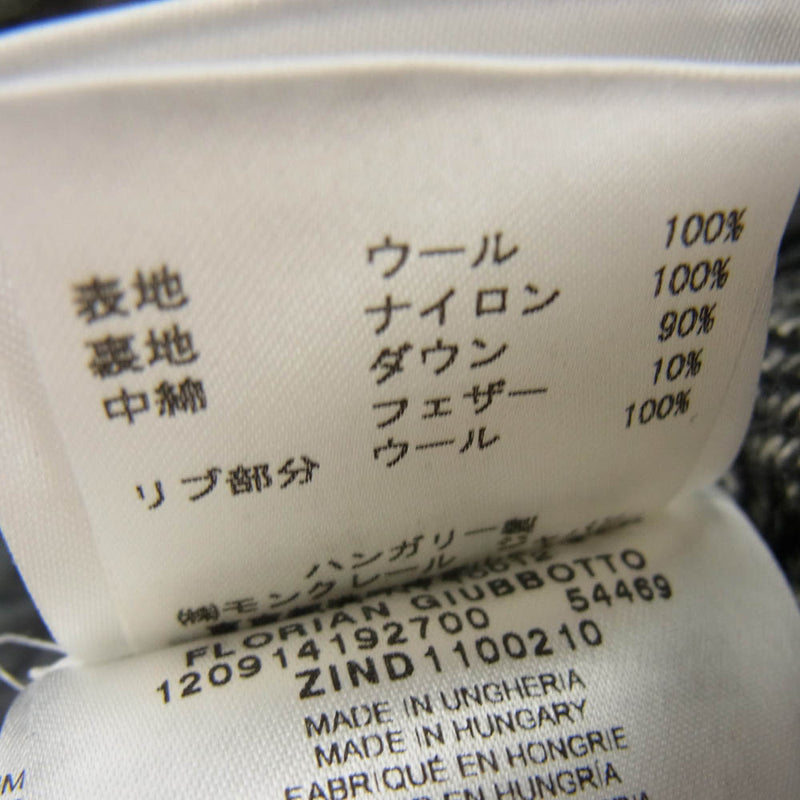 表地 ウール 100%
裏地 ナイロン 100%
中綿 ダウン 90%
フェザー 10%
リブ部分 ウール 100%
ハンガリー製
㈱モンクレール
FLORIAN GIUBBOTTO
120914192700 54469
ZIND1100210
MADE IN UNGHERIA
MADE IN HUNGARY
FABRIQUÉ EN HONGRIE
EN HUNGRÍA